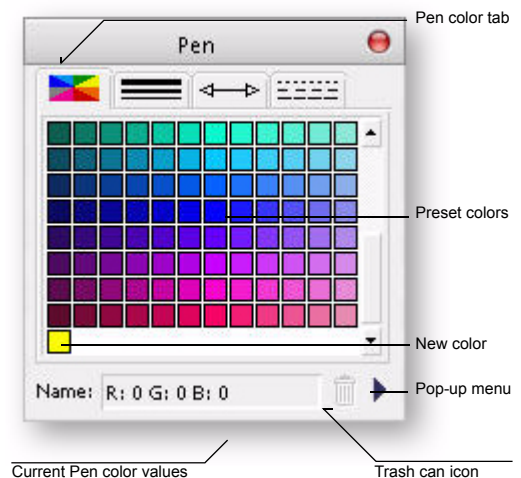 Pen color tab
Pen
Preset colors
New color
Name: R: 0 G: 0 B: 0
Pop-up menu
Current Pen color values
Trash can icon